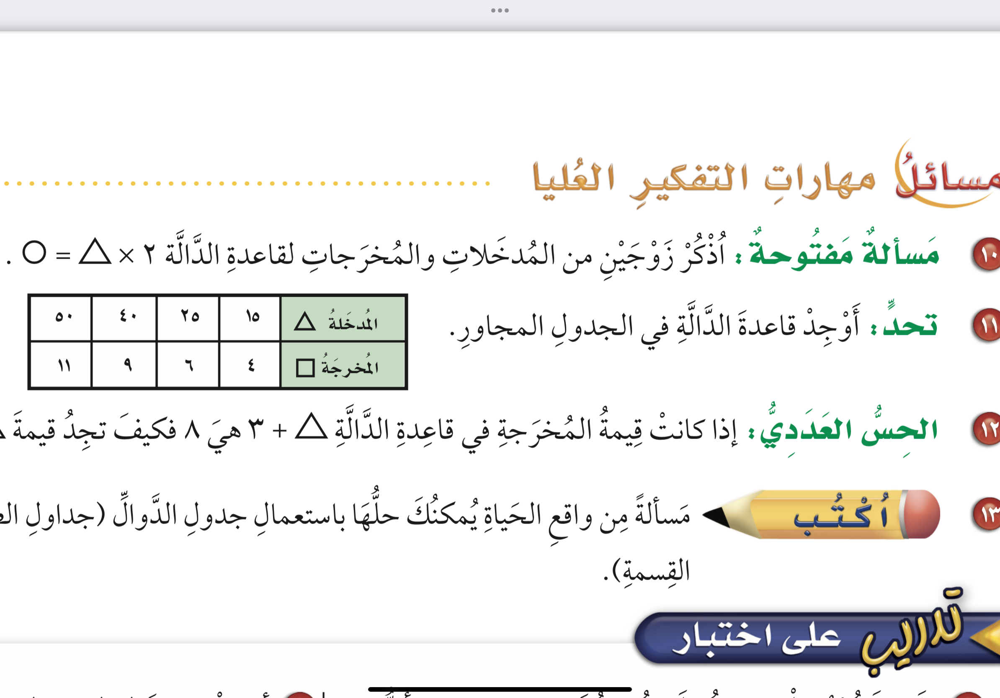 مسائلُ مهاراتِ التفكيرِ العُليا
١٠ مَسألةٌ مَفتُوحةٌ: اُذْكُرْ زَوْجَيْنِ من المُدخَلاتِ والمُخرَجاتِ لقاعدةِ الدَّالَّة ٢ × △ = ○ .
١١ تحدٍّ: أَوْجِدْ قاعدةَ الدَّالَّةِ في الجدولِ المجاورِ.
المُدخَلةُ △ ١٥ ٢٥ ٤٠ ٥٠
المُخرجَةُ □ ٤ ٦ ٩ ١١
١٢ الحِسُّ العَدَدِيُّ: إذا كانتْ قِيمةُ المُخرَجةِ في قاعِدةِ الدَّالَّةِ △ + ٣ هيَ ٨ فكيفَ تجِدُ قيمةَ △
١٣ اُكْتُب مَسألةً مِن واقعِ الحَياةِ يُمكنُكَ حلُّهَا باستعمالِ جدولِ الدَّوالِّ (جداولِ
القِسمةِ).
تدريب على اختبار